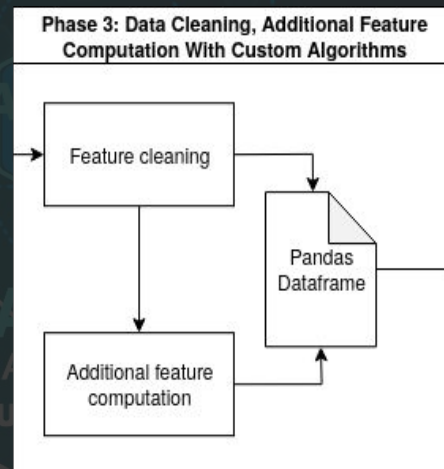 Phase 3: Data Cleaning, Additional Feature
Computation With Custom Algorithms
Feature cleaning
Pandas
Dataframe
Additional feature
computation